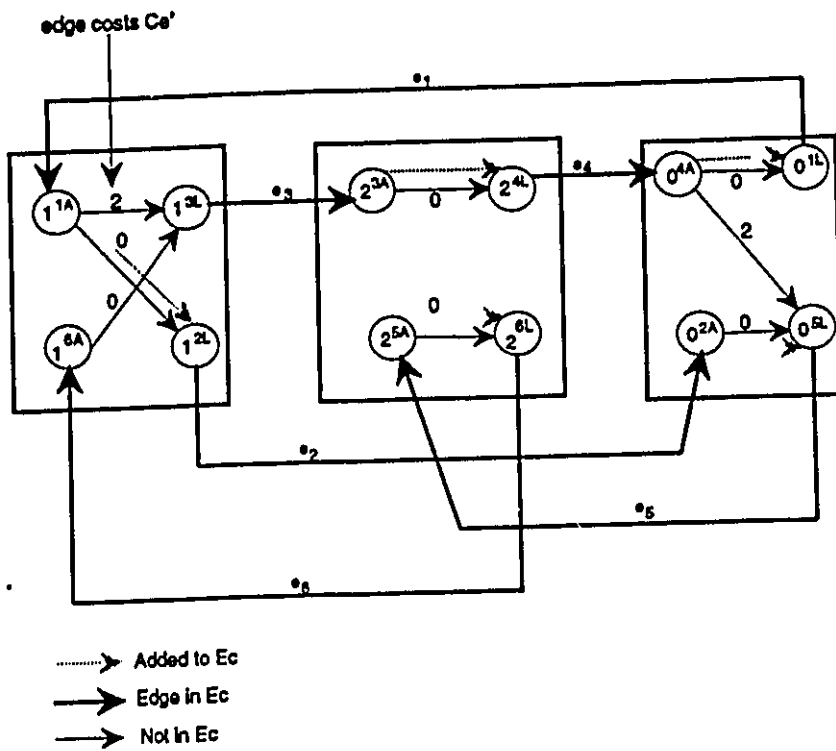 edge costs Ce'
e1
1 1A
2
1 3L
e3
2 3A
0
2 4L
e4
0 4A
0
0 1L
0
0
2
1 6A
1 2L
2 5A
0
2 6L
0 2A
0
0 5L
e2
e5
e6
Added to Ec
Edge in Ec
Not in Ec